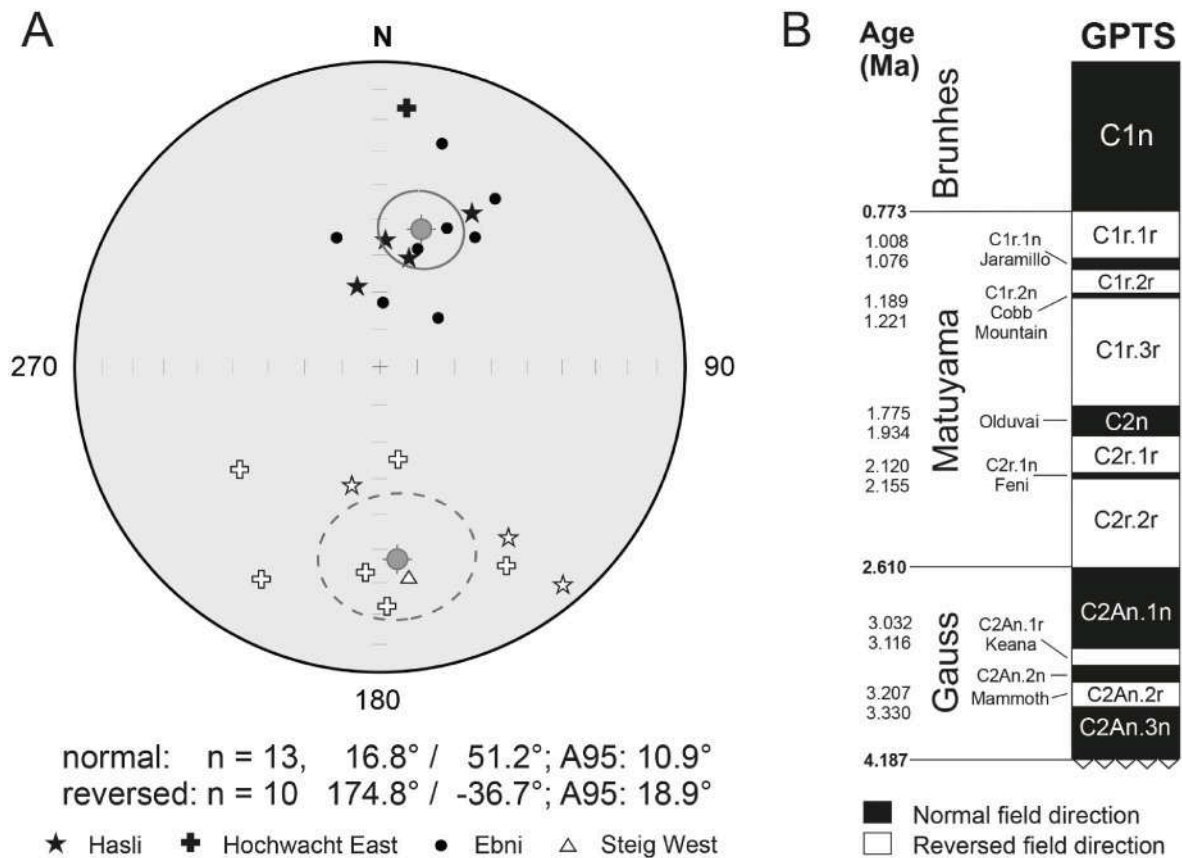 A
N
270
90
180
normal: n = 13, 16.8° / 51.2°; A95: 10.9°
reversed: n = 10 174.8° / -36.7°; A95: 18.9°
Hasli Hochwacht East Ebni Steig West
B
Age
(Ma)
GPTS
Brunhes
Matuyama
Gauss
0.773
1.008
1.076
1.189
1.221
1.775
1.934
2.120
2.155
2.610
3.032
3.116
3.207
3.330
4.187
C1r.1n
Jaramillo
C1r.2n
Cobb
Mountain
Olduvai
C2r.1n
Feni
C2An.1r
Keana
C2An.2n
Mammoth
C1n
C1r.1r
C1r.2r
C1r.3r
C2n
C2r.1r
C2r.2r
C2An.1n
C2An.2r
C2An.3n
Normal field direction
Reversed field direction